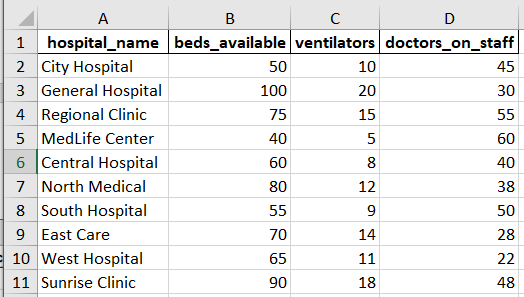 A B C D
1 hospital_name beds_available ventilators doctors_on_staff
2 City Hospital 50 10 45
3 General Hospital 100 20 30
4 Regional Clinic 75 15 55
5 MedLife Center 40 5 60
6 Central Hospital 60 8 40
7 North Medical 80 12 38
8 South Hospital 55 9 50
9 East Care 70 14 28
10 West Hospital 65 11 22
11 Sunrise Clinic 90 18 48